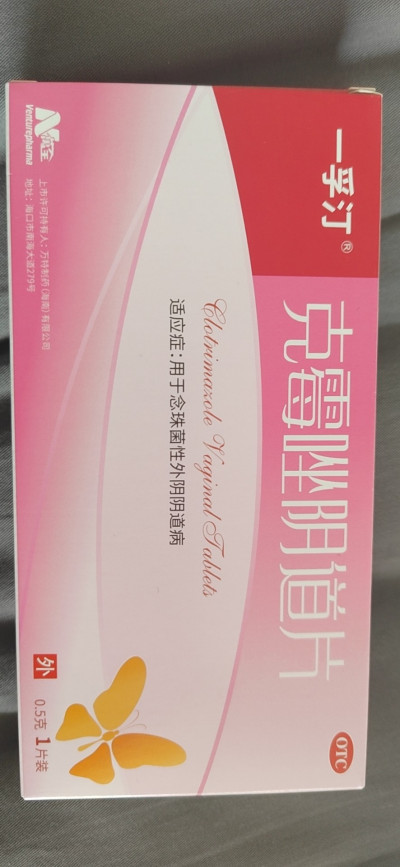 一孚汀®
克霉唑阴道片
Clotrimazole Vaginal Tablets
适应症：用于念珠菌性外阴阴道病
Venturepharma
上市许可持有人：万特制药(海南)有限公司
地址：海口市南海大道279号
外
0.5克 1片装
OTC